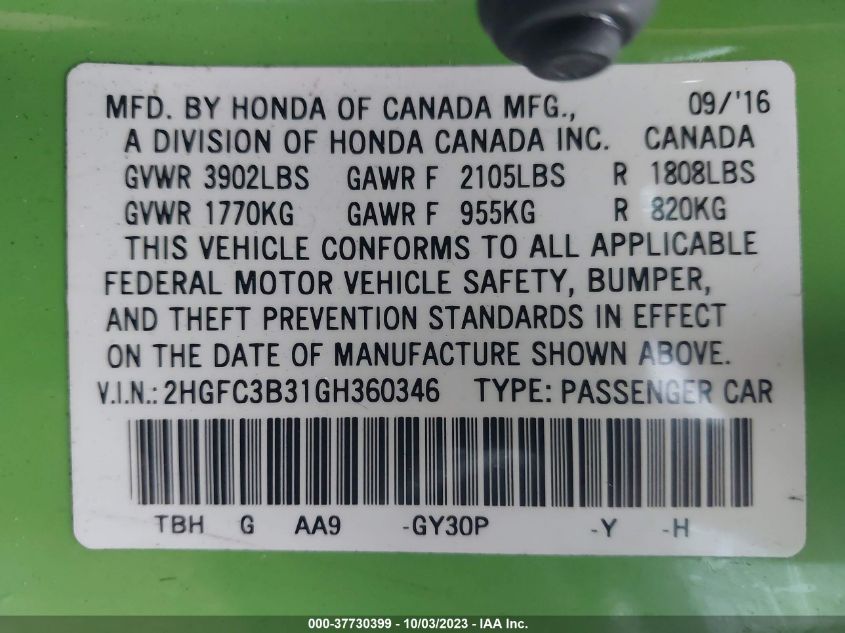 MFD. BY HONDA OF CANADA MFG., 09/'16
A DIVISION OF HONDA CANADA INC. CANADA
GVWR 3902LBS GAWR F 2105LBS R 1808LBS
GVWR 1770KG GAWR F 955KG R 820KG
THIS VEHICLE CONFORMS TO ALL APPLICABLE
FEDERAL MOTOR VEHICLE SAFETY, BUMPER,
AND THEFT PREVENTION STANDARDS IN EFFECT
ON THE DATE OF MANUFACTURE SHOWN ABOVE.
V.I.N.: 2HGFC3B31GH360346 TYPE: PASSENGER CAR
TBH G AA9 -GY30P -Y -H
000-37730399 - 10/03/2023 - IAA Inc.